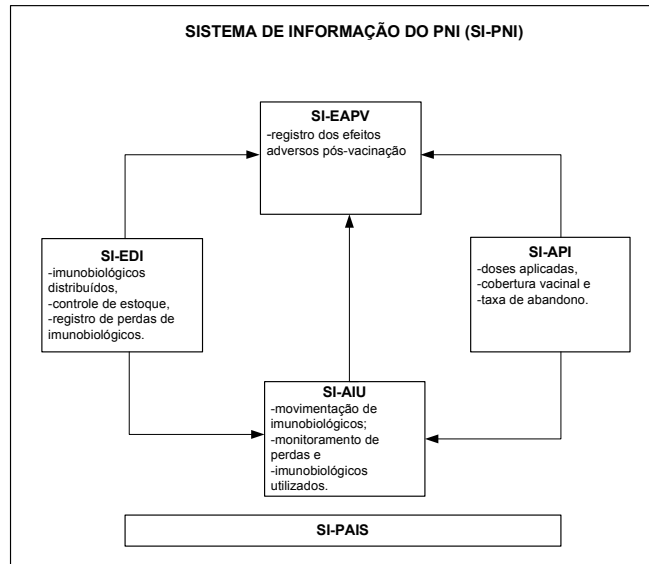 SISTEMA DE INFORMAÇÃO DO PNI (SI-PNI)
SI-EAPV
-registro dos efeitos
adversos pós-vacinação
SI-EDI
-imunobiológicos
distribuídos,
-controle de estoque,
-registro de perdas de
imunobiológicos.
SI-API
-doses aplicadas,
-cobertura vacinal e
-taxa de abandono.
SI-AIU
-movimentação de
imunobiológicos;
-monitoramento de
perdas e
-imunobiológicos
utilizados.
SI-PAIS